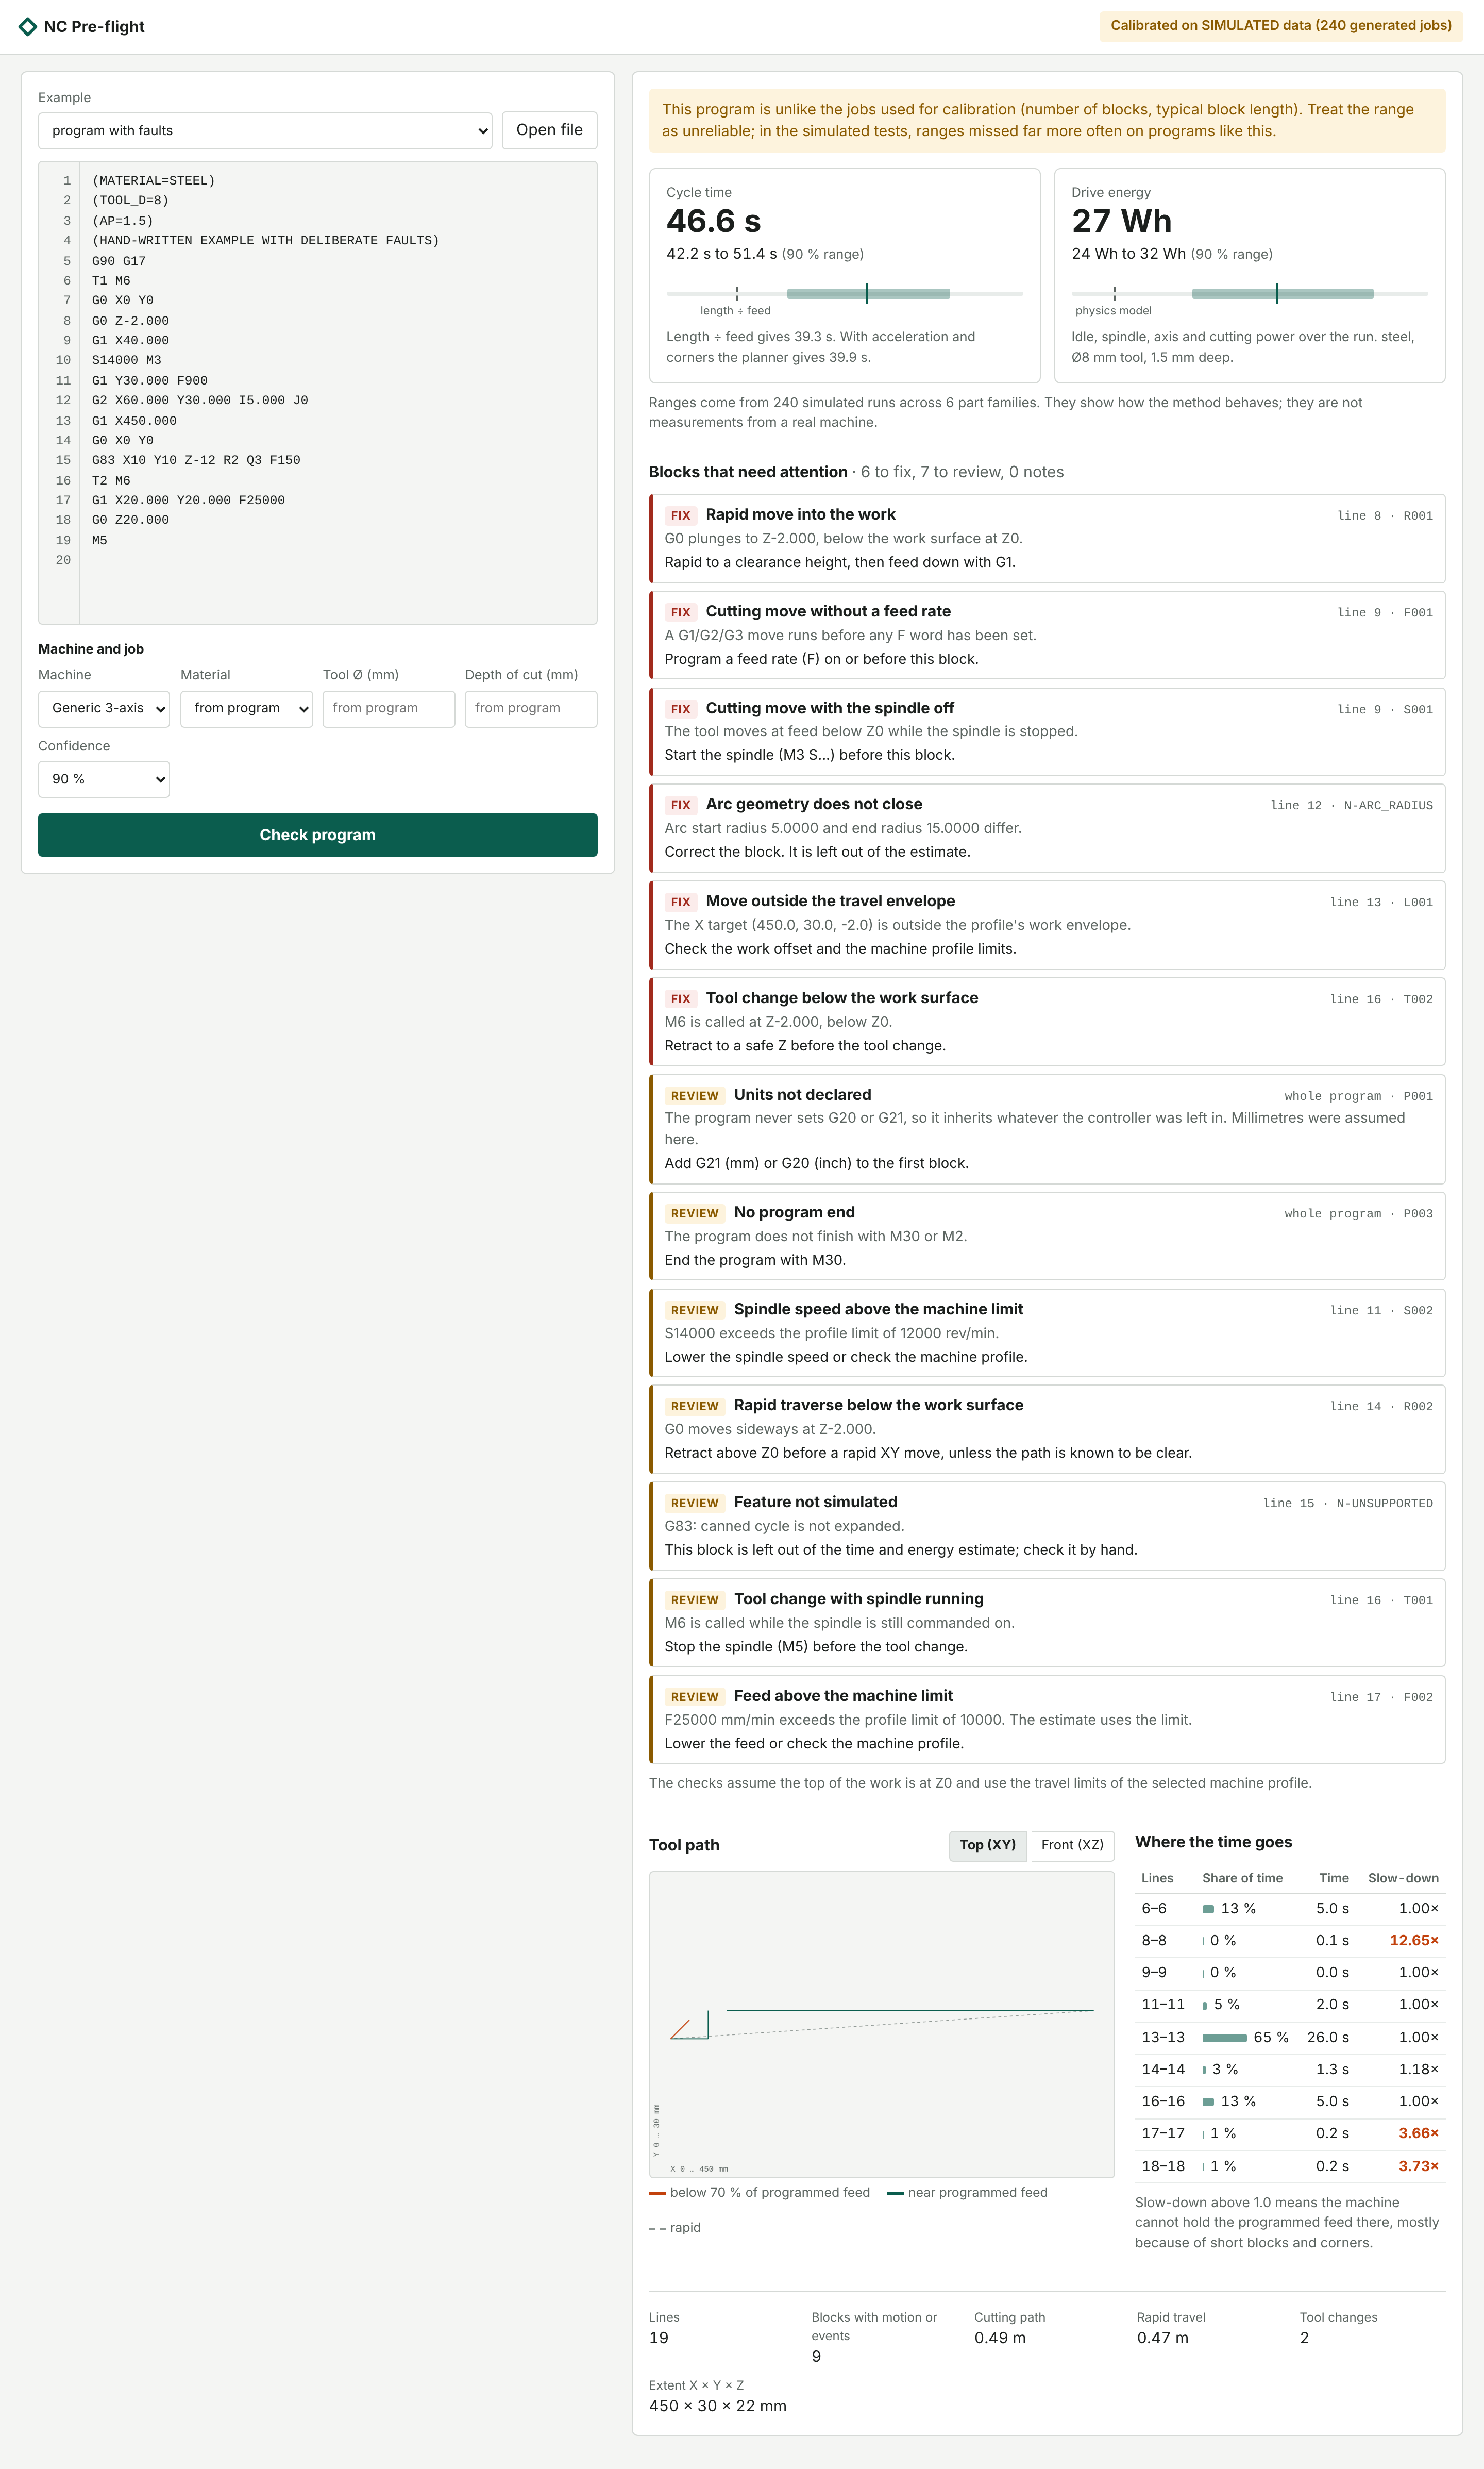 NC Pre-flight
Calibrated on SIMULATED data (240 generated jobs)
Example
program with faults
Open file
1 (MATERIAL=STEEL)
2 (TOOL_D=8)
3 (AP=1.5)
4 (HAND-WRITTEN EXAMPLE WITH DELIBERATE FAULTS)
5 G90 G17
6 T1 M6
7 G0 X0 Y0
8 G0 Z-2.000
9 G1 X40.000
10 S14000 M3
11 G1 Y30.000 F900
12 G2 X60.000 Y30.000 I5.000 J0
13 G1 X450.000
14 G0 X0 Y0
15 G83 X10 Y10 Z-12 R2 Q3 F150
16 T2 M6
17 G1 X20.000 Y20.000 F25000
18 G0 Z20.000
19 M5
20
Machine and job
Machine Material Tool Ø (mm) Depth of cut (mm)
Generic 3-axis from program from program from program
Confidence
90 %
Check program
This program is unlike the jobs used for calibration (number of blocks, typical block length). Treat the range
as unreliable; in the simulated tests, ranges missed far more often on programs like this.
Cycle time
46.6 s
42.2 s to 51.4 s (90 % range)
length ÷ feed
Length ÷ feed gives 39.3 s. With acceleration and
corners the planner gives 39.9 s.
Drive energy
27 Wh
24 Wh to 32 Wh (90 % range)
physics model
Idle, spindle, axis and cutting power over the run. steel,
Ø8 mm tool, 1.5 mm deep.
Ranges come from 240 simulated runs across 6 part families. They show how the method behaves; they are not
measurements from a real machine.
Blocks that need attention · 6 to fix, 7 to review, 0 notes
FIX Rapid move into the work line 8 · R001
G0 plunges to Z-2.000, below the work surface at Z0.
Rapid to a clearance height, then feed down with G1.
FIX Cutting move without a feed rate line 9 · F001
A G1/G2/G3 move runs before any F word has been set.
Program a feed rate (F) on or before this block.
FIX Cutting move with the spindle off line 9 · S001
The tool moves at feed below Z0 while the spindle is stopped.
Start the spindle (M3 S...) before this block.
FIX Arc geometry does not close line 12 · N-ARC_RADIUS
Arc start radius 5.0000 and end radius 15.0000 differ.
Correct the block. It is left out of the estimate.
FIX Move outside the travel envelope line 13 · L001
The X target (450.0, 30.0, -2.0) is outside the profile's work envelope.
Check the work offset and the machine profile limits.
FIX Tool change below the work surface line 16 · T002
M6 is called at Z-2.000, below Z0.
Retract to a safe Z before the tool change.
REVIEW Units not declared whole program · P001
The program never sets G20 or G21, so it inherits whatever the controller was left in. Millimetres were assumed
here.
Add G21 (mm) or G20 (inch) to the first block.
REVIEW No program end whole program · P003
The program does not finish with M30 or M2.
End the program with M30.
REVIEW Spindle speed above the machine limit line 11 · S002
S14000 exceeds the profile limit of 12000 rev/min.
Lower the spindle speed or check the machine profile.
REVIEW Rapid traverse below the work surface line 14 · R002
G0 moves sideways at Z-2.000.
Retract above Z0 before a rapid XY move, unless the path is known to be clear.
REVIEW Feature not simulated line 15 · N-UNSUPPORTED
G83: canned cycle is not expanded.
This block is left out of the time and energy estimate; check it by hand.
REVIEW Tool change with spindle running line 16 · T001
M6 is called while the spindle is still commanded on.
Stop the spindle (M5) before the tool change.
REVIEW Feed above the machine limit line 17 · F002
F25000 mm/min exceeds the profile limit of 10000. The estimate uses the limit.
Lower the feed or check the machine profile.
The checks assume the top of the work is at Z0 and use the travel limits of the selected machine profile.
Tool path Top (XY) Front (XZ)
Y 0 … 30 mm
X 0 … 450 mm
below 70 % of programmed feed near programmed feed
rapid
Where the time goes
Lines Share of time Time Slow-down
6–6 13 % 5.0 s 1.00×
8–8 0 % 0.1 s 12.65×
9–9 0 % 0.0 s 1.00×
11–11 5 % 2.0 s 1.00×
13–13 65 % 26.0 s 1.00×
14–14 3 % 1.3 s 1.18×
16–16 13 % 5.0 s 1.00×
17–17 1 % 0.2 s 3.66×
18–18 1 % 0.2 s 3.73×
Slow-down above 1.0 means the machine
cannot hold the programmed feed there, mostly
because of short blocks and corners.
Lines
19
Blocks with motion or
events
9
Cutting path
0.49 m
Rapid travel
0.47 m
Tool changes
2
Extent X × Y × Z
450 × 30 × 22 mm